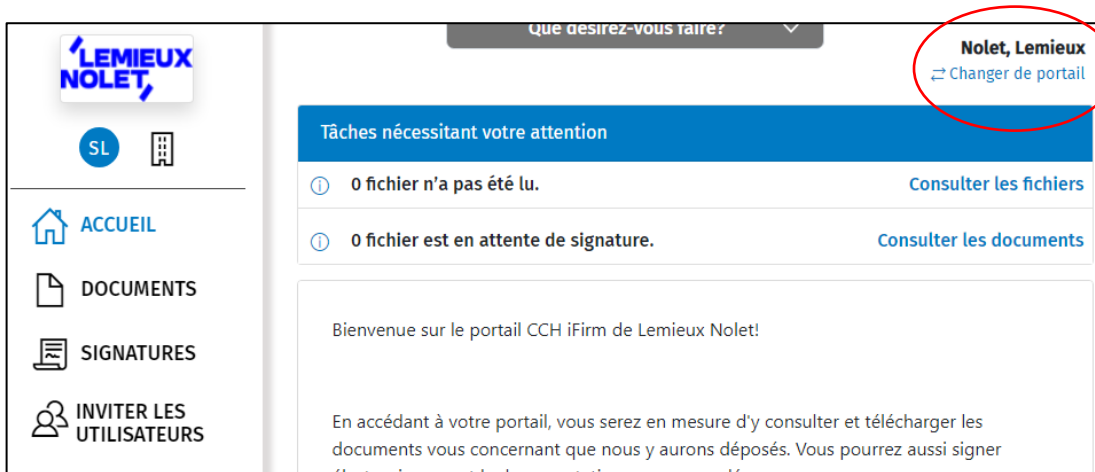 LEMIEUX
NOLET
SL
ACCUEIL
DOCUMENTS
SIGNATURES
INVITER LES
UTILISATEURS
Que désirez-vous faire?
Nolet, Lemieux
Changer de portail
Tâches nécessitant votre attention
0 fichier n'a pas été lu. Consulter les fichiers
0 fichier est en attente de signature. Consulter les documents
Bienvenue sur le portail CCH iFirm de Lemieux Nolet!
En accédant à votre portail, vous serez en mesure d'y consulter et télécharger les
documents vous concernant que nous y aurons déposés. Vous pourrez aussi signer